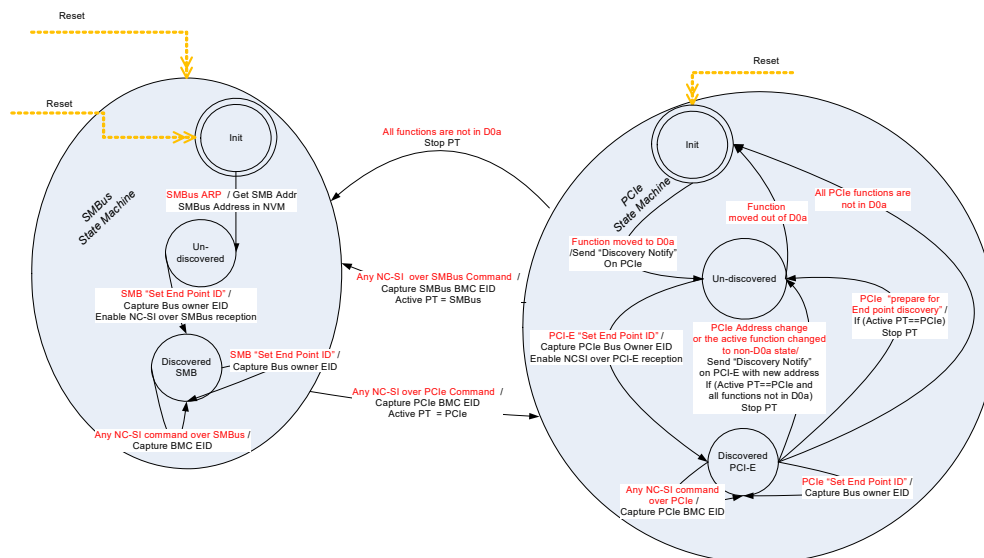 Reset
Reset
Init
SMBus
State Machine
SMBus ARP / Get SMB Addr
SMBus Address in NVM
Un-
discovered
SMB “Set End Point ID” /
Capture Bus owner EID
Enable NC-SI over SMBus reception
Discovered
SMB
SMB “Set End Point ID” /
Capture Bus owner EID
Any NC-SI command over SMBus /
Capture BMC EID
All functions are not in D0a
Stop PT
Any NC-SI over SMBus Command /
Capture SMBus BMC EID
Active PT = SMBus
Any NC-SI over PCIe Command /
Capture PCIe BMC EID
Active PT = PCIe
Reset
Init
PCIe
State Machine
Function moved to D0a
/Send “Discovery Notify”
On PCIe
Function
moved out of D0a
All PCIe functions are
not in D0a
Un-discovered
PCI-E “Set End Point ID” /
Capture PCIe Bus Owner EID
Enable NCSI over PCI-E reception
PCIe Address change
or the active function changed
to non-D0a state/
Send “Discovery Notify”
on PCI-E with new address
If (Active PT==PCIe and
all functions not in D0a)
Stop PT
PCIe “prepare for
End point discovery” /
If (Active PT==PCIe)
Stop PT
Discovered
PCI-E
Any NC-SI command
over PCIe /
Capture PCIe BMC EID
PCIe “Set End Point ID” /
Capture Bus owner EID